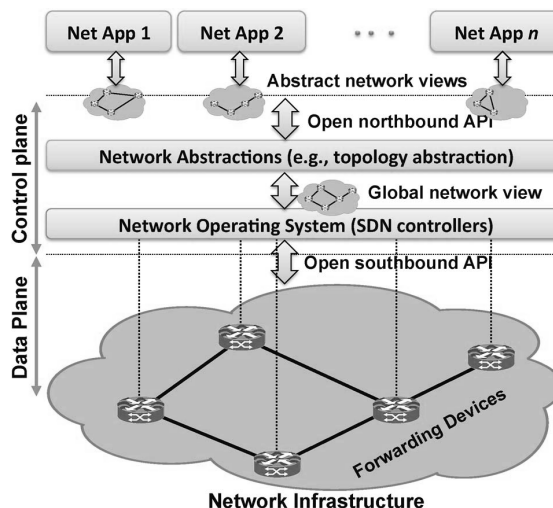 Net App 1 Net App 2 Net App n
Abstract network views
Open northbound API
Network Abstractions (e.g., topology abstraction)
Global network view
Network Operating System (SDN controllers)
Open southbound API
Control plane
Data Plane
Forwarding Devices
Network Infrastructure